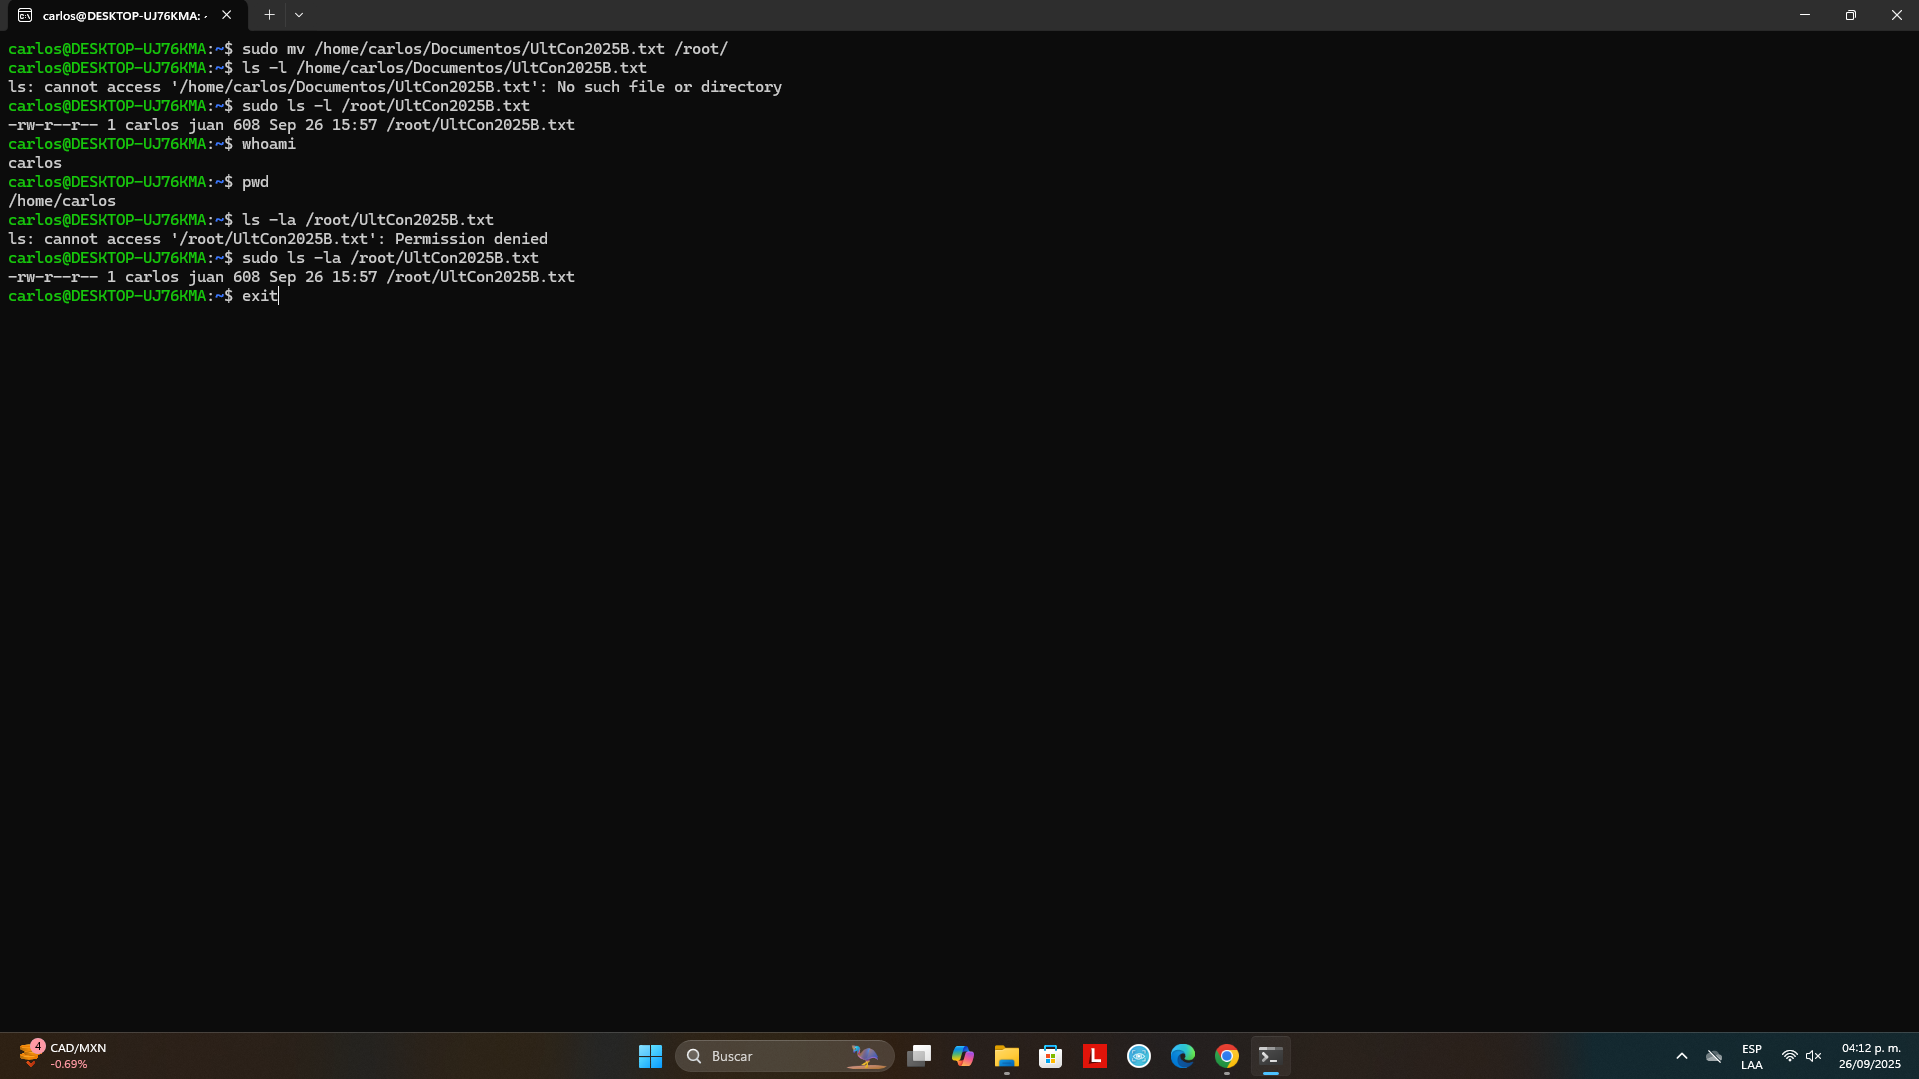 carlos@DESKTOP-UJ76KMA: ~
carlos@DESKTOP-UJ76KMA:~$ sudo mv /home/carlos/Documentos/UltCon2025B.txt /root/
carlos@DESKTOP-UJ76KMA:~$ ls -l /home/carlos/Documentos/UltCon2025B.txt
ls: cannot access '/home/carlos/Documentos/UltCon2025B.txt': No such file or directory
carlos@DESKTOP-UJ76KMA:~$ sudo ls -l /root/UltCon2025B.txt
-rw-r--r-- 1 carlos juan 608 Sep 26 15:57 /root/UltCon2025B.txt
carlos@DESKTOP-UJ76KMA:~$ whoami
carlos
carlos@DESKTOP-UJ76KMA:~$ pwd
/home/carlos
carlos@DESKTOP-UJ76KMA:~$ ls -la /root/UltCon2025B.txt
ls: cannot access '/root/UltCon2025B.txt': Permission denied
carlos@DESKTOP-UJ76KMA:~$ sudo ls -la /root/UltCon2025B.txt
-rw-r--r-- 1 carlos juan 608 Sep 26 15:57 /root/UltCon2025B.txt
carlos@DESKTOP-UJ76KMA:~$ exit
4
CAD/MXN
-0.69%
Buscar
L
ESP
LAA
04:12 p. m.
26/09/2025